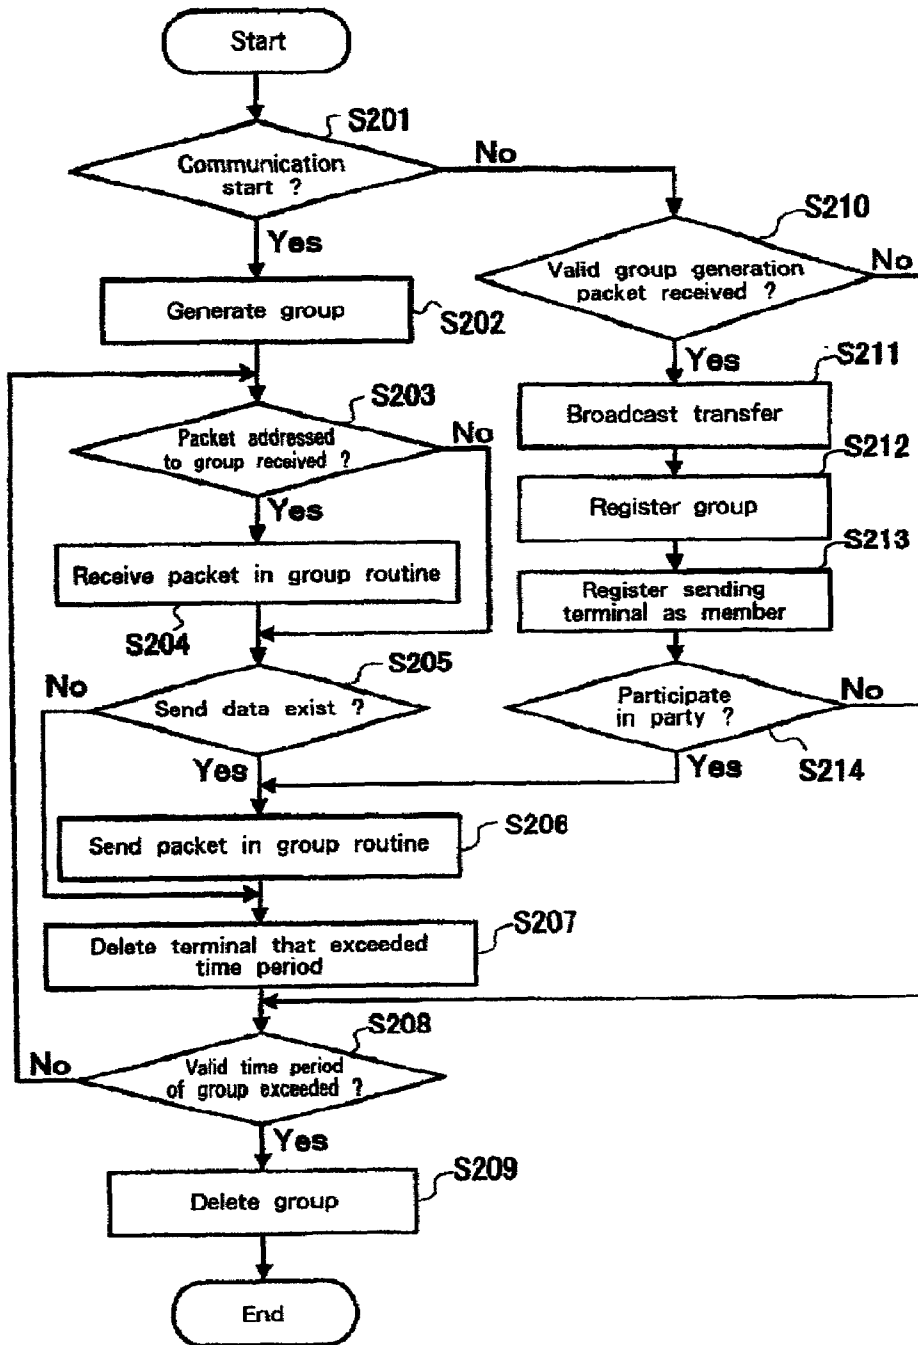 Start
S201
Communication
start ?
No
Yes
S210
Valid group generation
packet received ?
No
Yes
Generate group
S202
S211
Broadcast transfer
S203
Packet addressed
to group received ?
No
Yes
S212
Register group
S213
Register sending
terminal as member
Receive packet in group routine
S204
S205
Send data exist ?
No
Yes
Participate
in party ?
No
Yes
S214
S206
Send packet in group routine
S207
Delete terminal that exceeded
time period
S208
Valid time period
of group exceeded ?
No
Yes
S209
Delete group
End